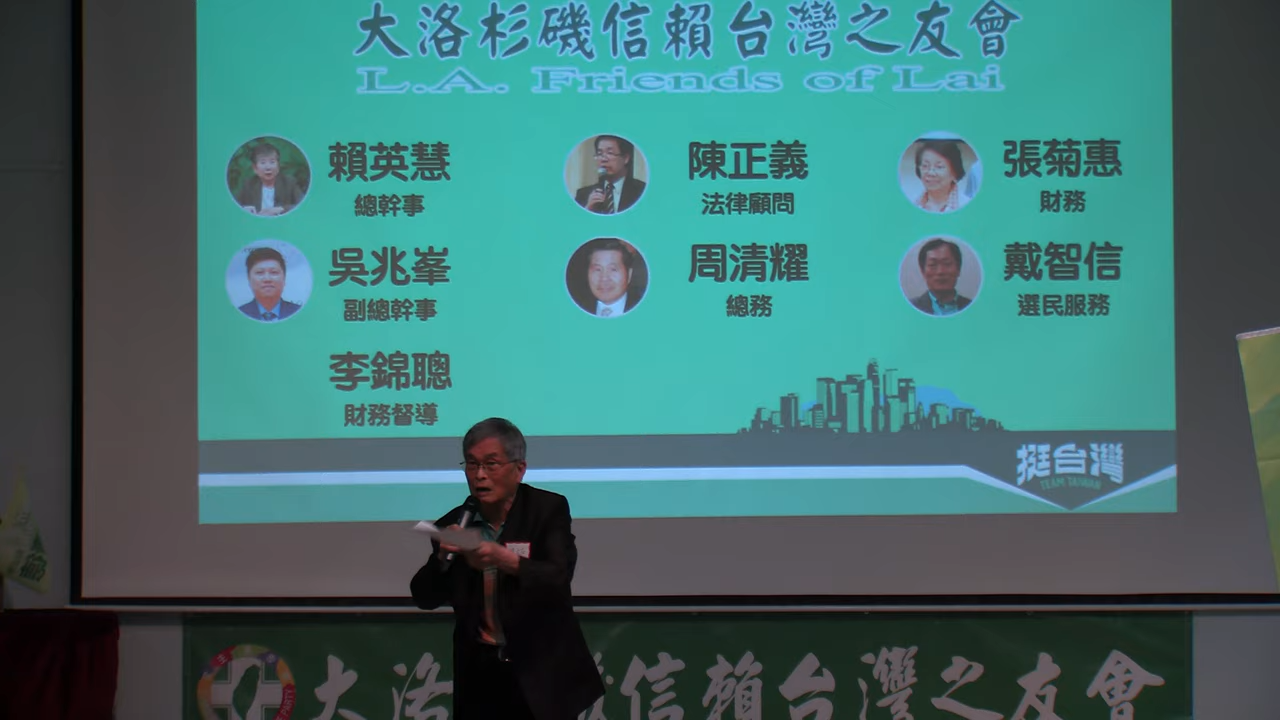 大洛杉磯信賴台灣之友會
L.A. Friends of Lai
賴英慧
總幹事
陳正義
法律顧問
張菊惠
財務
吳兆峯
副總幹事
周清耀
總務
戴智信
選民服務
李錦聰
財務督導
挺台灣
TEAM TAIWAN
大洛 磯信賴台灣之友會